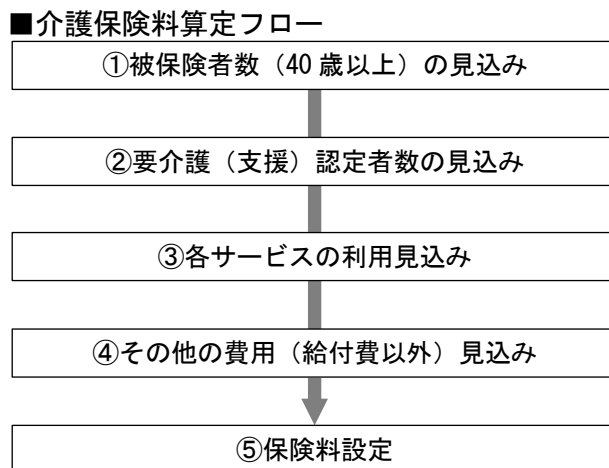 ■介護保険料算定フロー
①被保険者数（40 歳以上）の見込み
②要介護（支援）認定者数の見込み
③各サービスの利用見込み
④その他の費用（給付費以外）見込み
⑤保険料設定